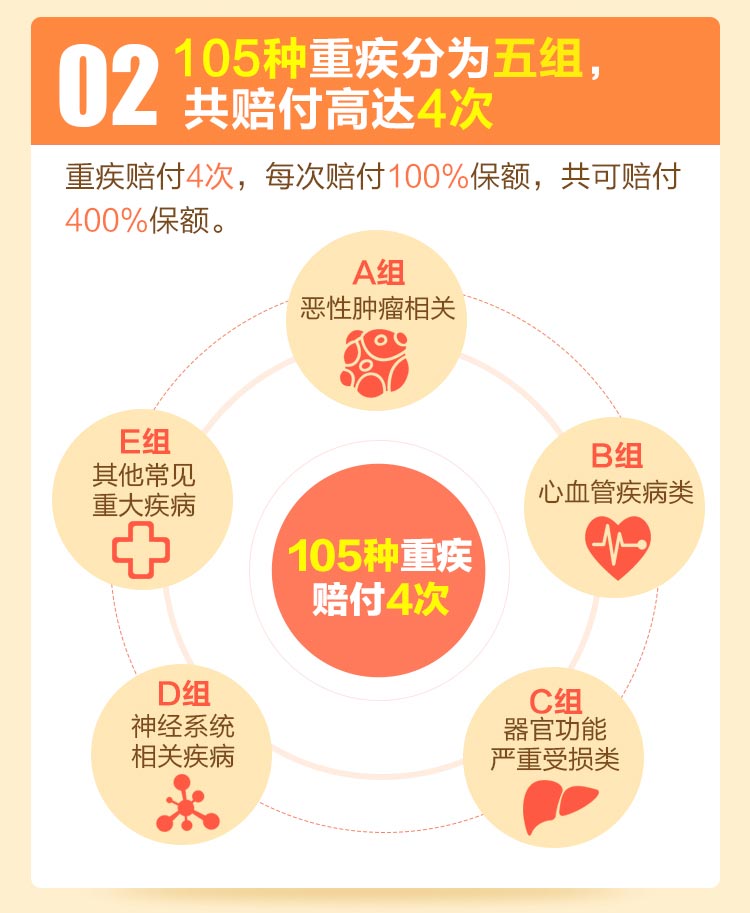 02
105种重疾分为五组，
共赔付高达4次
重疾赔付4次，每次赔付100%保额，共可赔付
400%保额。
A组
恶性肿瘤相关
B组
心血管疾病类
C组
器官功能
严重受损类
D组
神经系统
相关疾病
E组
其他常见
重大疾病
105种重疾
赔付4次